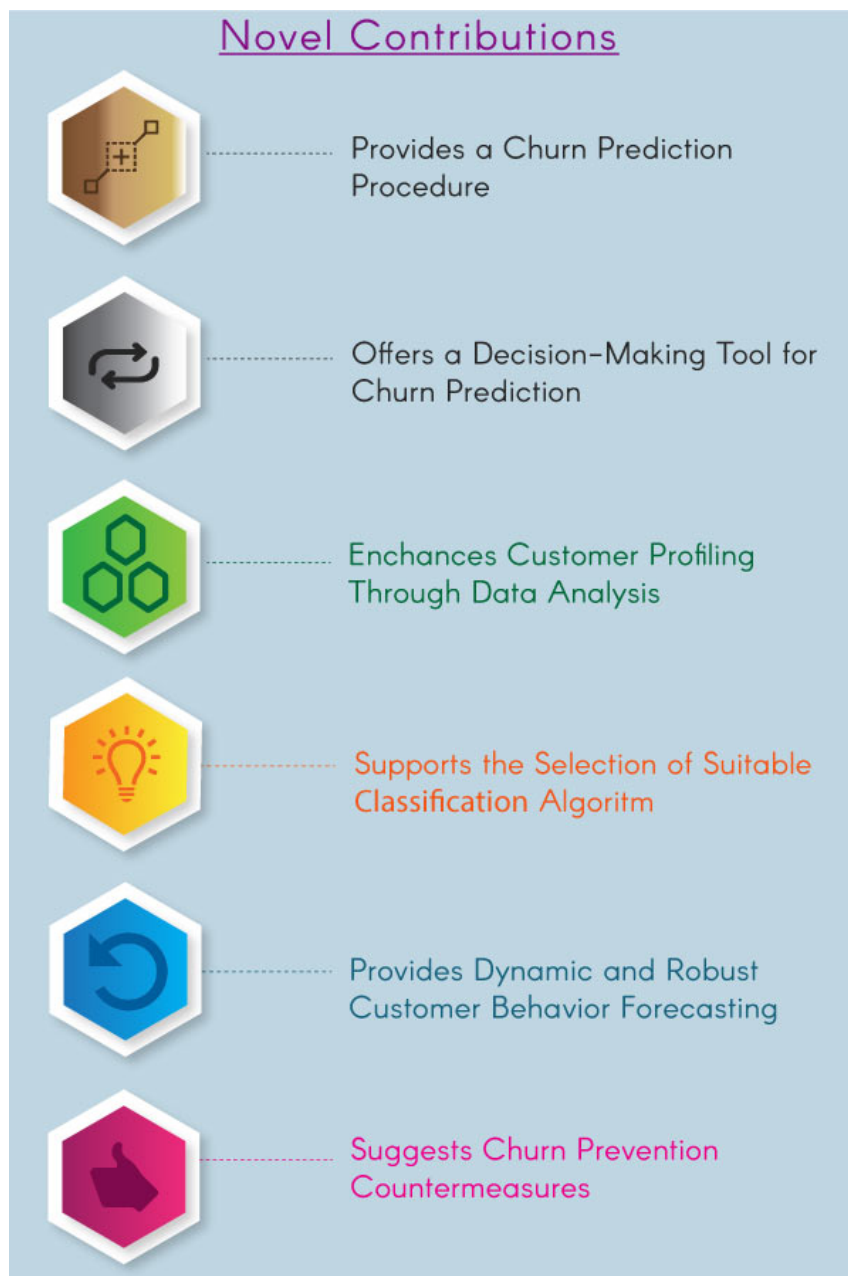 Novel Contributions
Provides a Churn Prediction
Procedure
Offers a Decision-Making Tool for
Churn Prediction
Enchances Customer Profiling
Through Data Analysis
Supports the Selection of Suitable
Classification Algoritm
Provides Dynamic and Robust
Customer Behavior Forecasting
Suggests Churn Prevention
Countermeasures